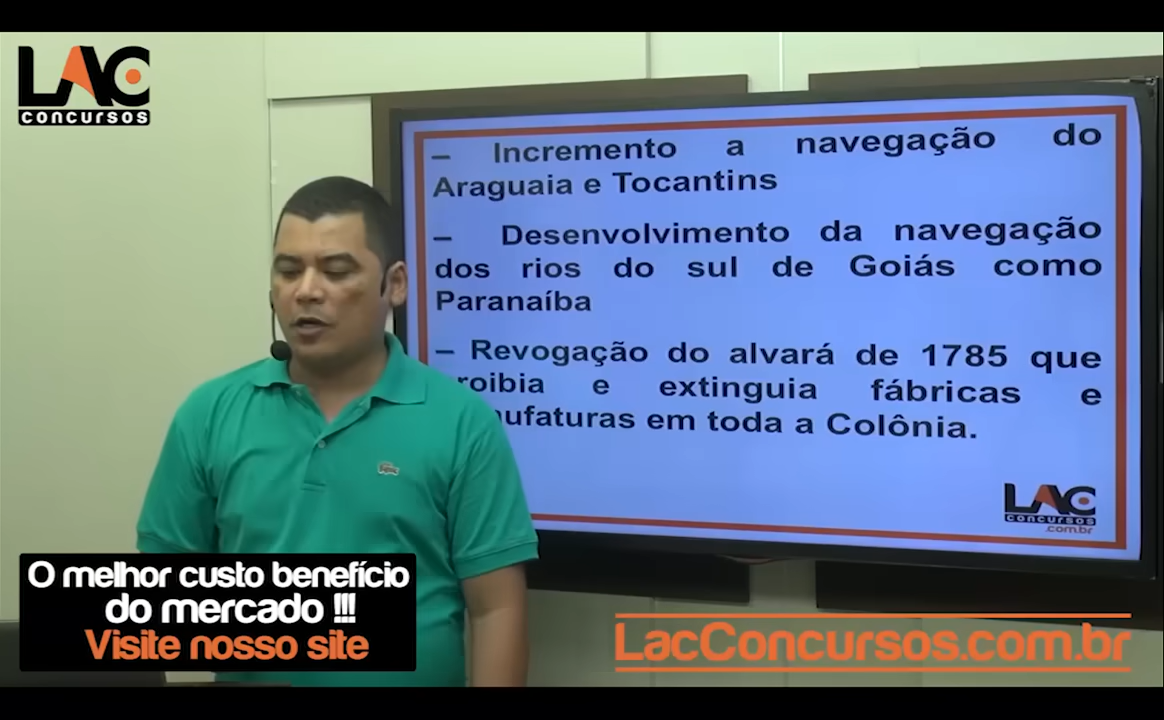 LAC
concursos
– Incremento a navegação do
Araguaia e Tocantins
– Desenvolvimento da navegação
dos rios do sul de Goiás como
Paranaíba
– Revogação do alvará de 1785 que
roibia e extinguia fábricas e
nufaturas em toda a Colônia.
LAC
concursos
.com.br
O melhor custo benefício
do mercado !!!
Visite nosso site
LacConcursos.com.br